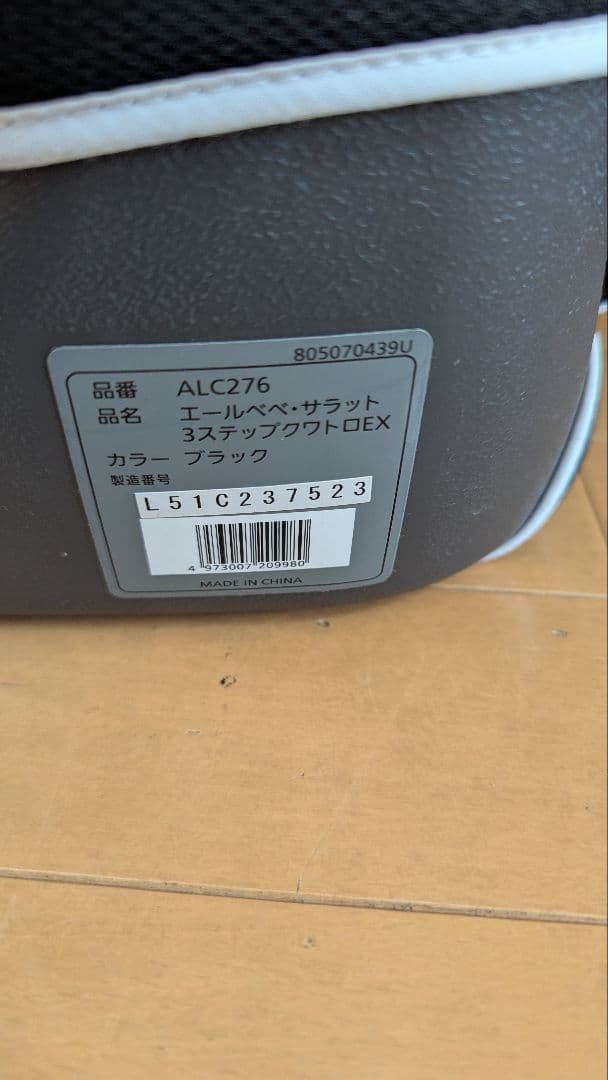 805070439U
品番 ALC276
品名 エールベベ・サラット
3ステップクワトロEX
カラー ブラック
製造番号
L51C237523
4 973007 209980
MADE IN CHINA